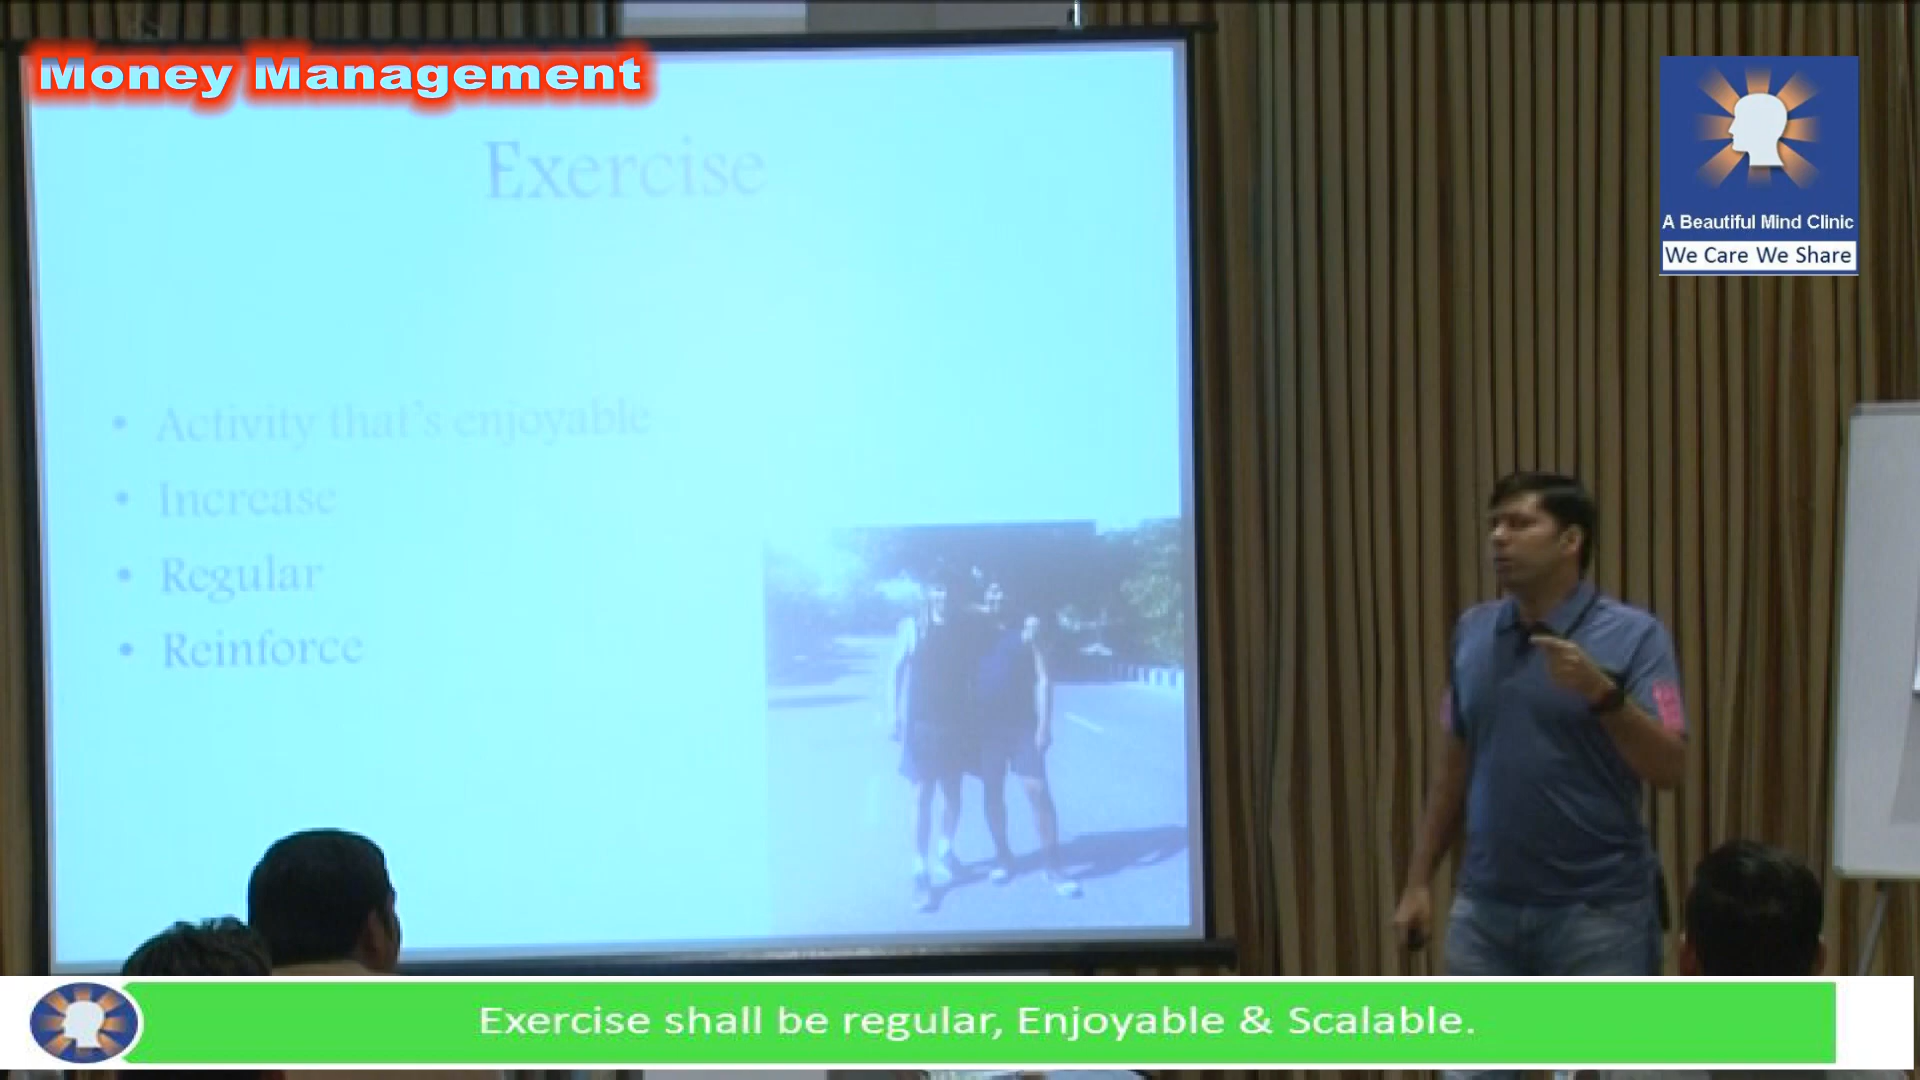 Money Management
Exercise
• Activity that's enjoyable
• Increase
• Regular
• Reinforce
A Beautiful Mind Clinic
We Care We Share
Exercise shall be regular, Enjoyable & Scalable.